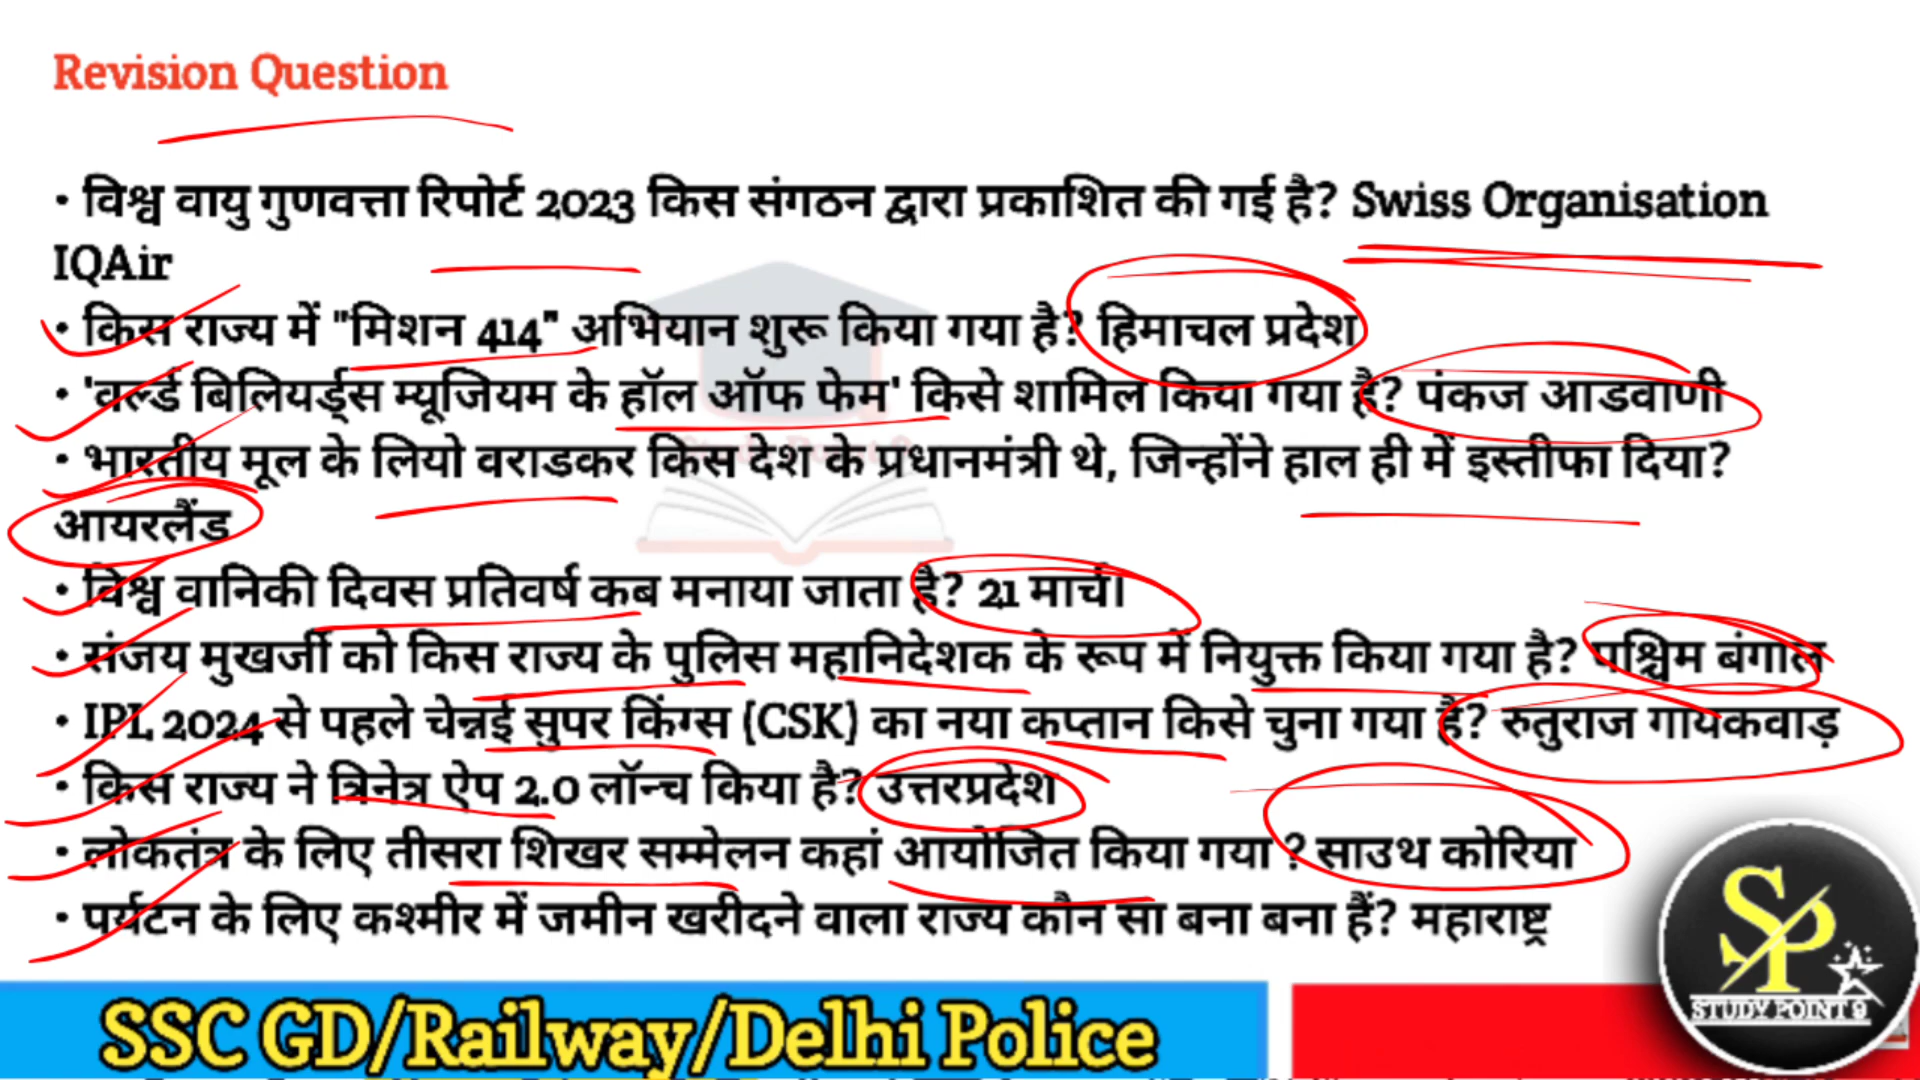 Revision Question
• विश्व वायु गुणवत्ता रिपोर्ट 2023 किस संगठन द्वारा प्रकाशित की गई है? Swiss Organisation
IQAir
• किस राज्य में "मिशन 414" अभियान शुरू किया गया है? हिमाचल प्रदेश
• 'वर्ल्ड बिलियर्ड्स म्यूजियम के हॉल ऑफ फेम' किसे शामिल किया गया है? पंकज आडवाणी
• भारतीय मूल के लियो वराडकर किस देश के प्रधानमंत्री थे, जिन्होंने हाल ही में इस्तीफा दिया?
आयरलैंड
• विश्व वानिकी दिवस प्रतिवर्ष कब मनाया जाता है? 21 मार्च।
• संजय मुखर्जी को किस राज्य के पुलिस महानिदेशक के रूप में नियुक्त किया गया है? पश्चिम बंगाल
• IPL 2024 से पहले चेन्नई सुपर किंग्स (CSK) का नया कप्तान किसे चुना गया है? रुतुराज गायकवाड़
• किस राज्य ने त्रिनेत्र ऐप 2.0 लॉन्च किया है? उत्तरप्रदेश
• लोकतंत्र के लिए तीसरा शिखर सम्मेलन कहां आयोजित किया गया ? साउथ कोरिया
• पर्यटन के लिए कश्मीर में जमीन खरीदने वाला राज्य कौन सा बना बना हैं? महाराष्ट्र
SP
STUDY POINT 9
SSC GD/Railway/Delhi Police